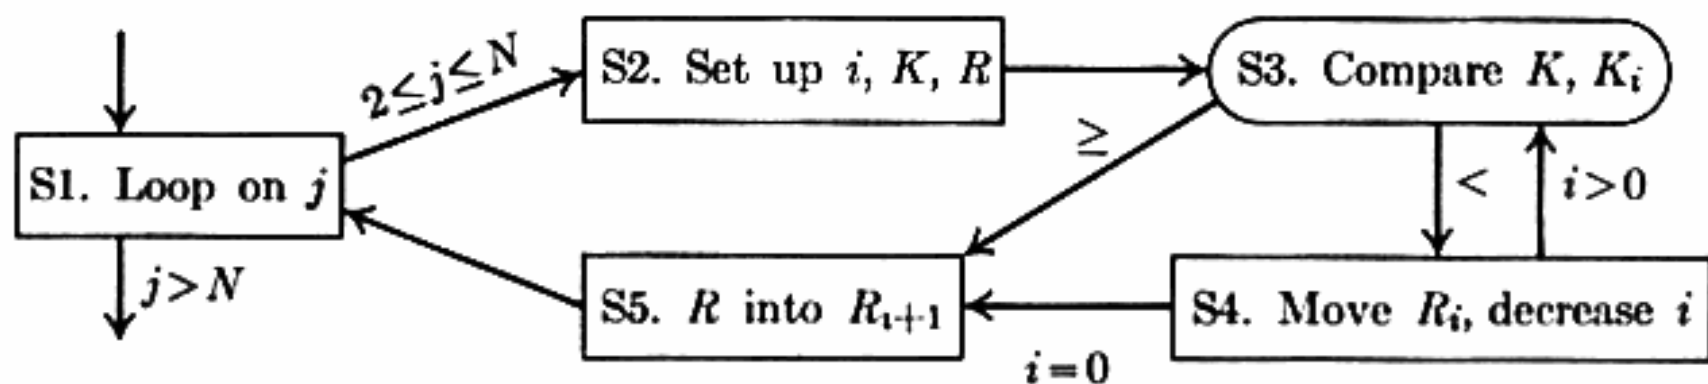 2≤j≤N
S2. Set up i, K, R
S3. Compare K, Kᵢ
S1. Loop on j
≥
<
i>0
j>N
S5. R into Rᵢ₊₁
S4. Move Rᵢ, decrease i
i=0